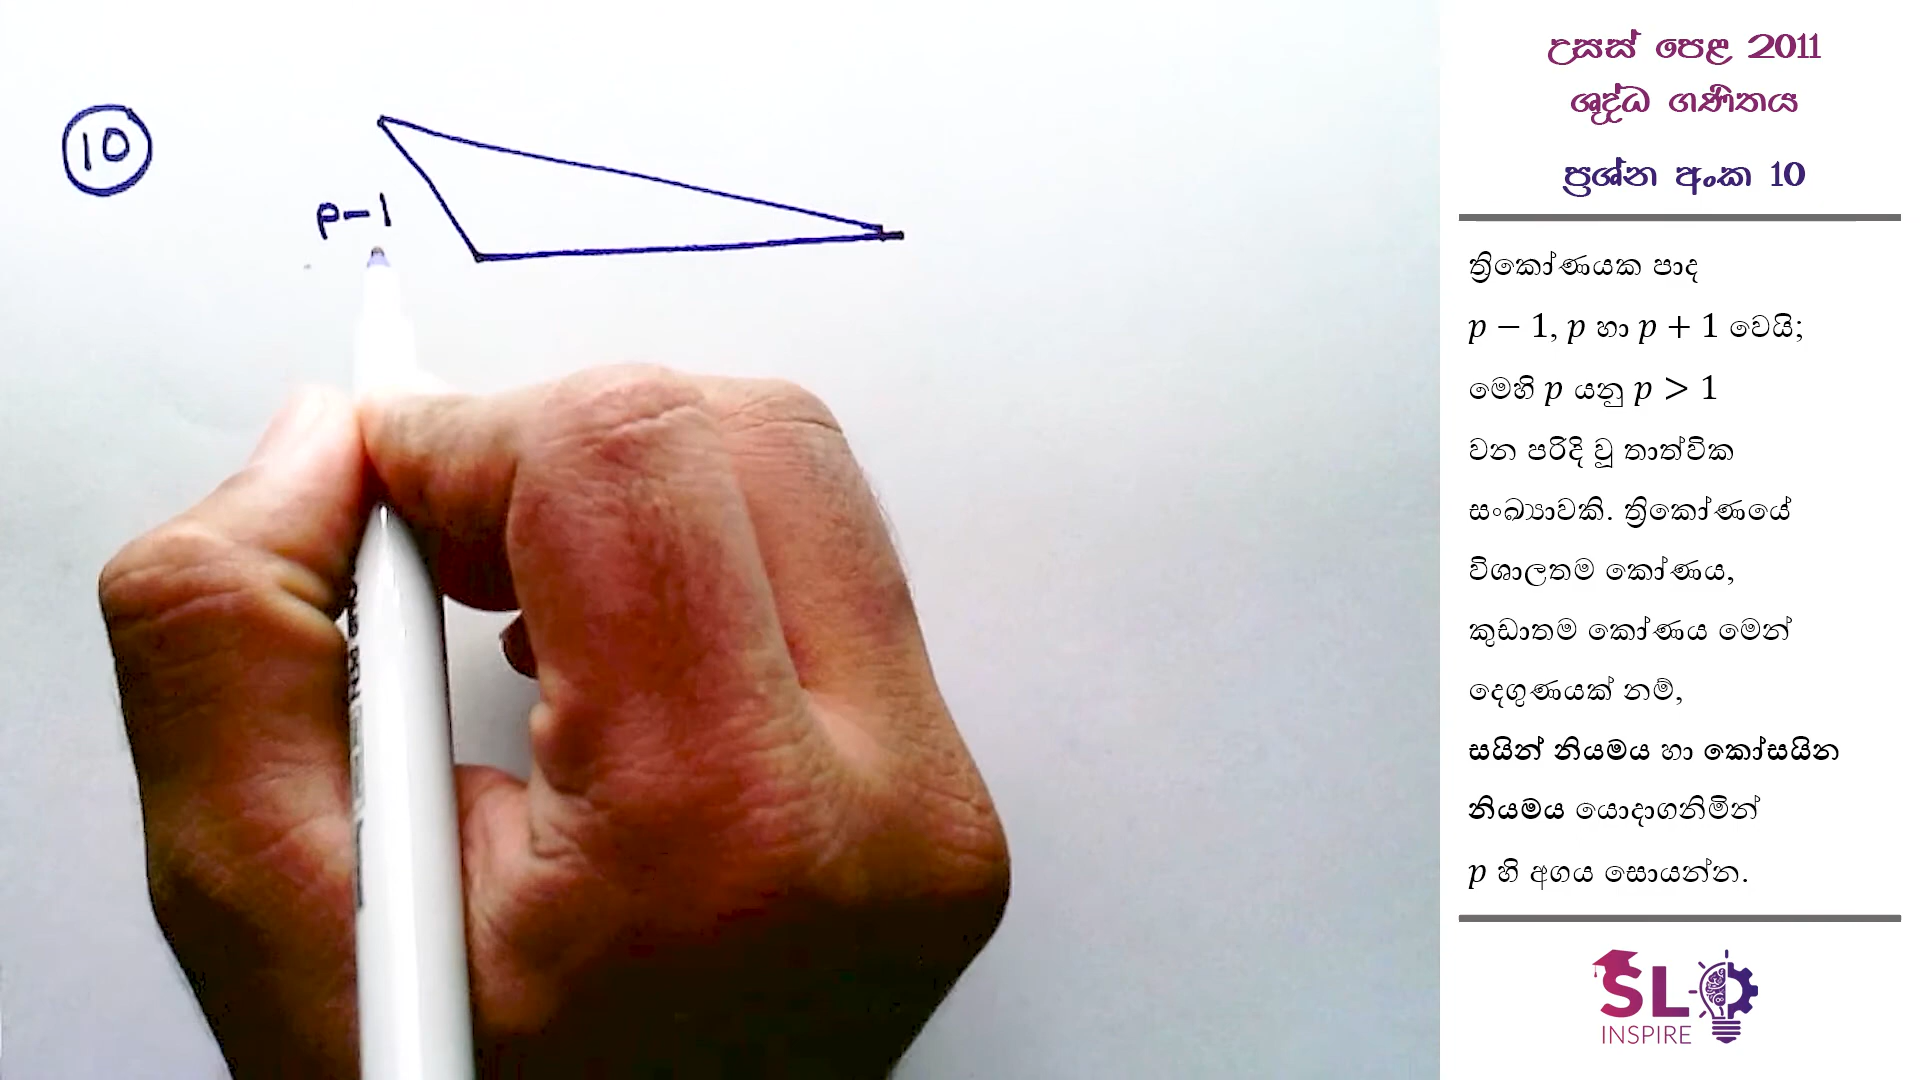 10
p-1
උසස් පෙළ 2011
ශුද්ධ ගණිතය
ප්‍රශ්න අංක 10
ත්‍රිකෝණයක පාද
p − 1, p හා p + 1 වෙයි;
මෙහි p යනු p > 1
වන පරිදි වූ තාත්වික
සංඛ්‍යාවකි. ත්‍රිකෝණයේ
විශාලතම කෝණය,
කුඩාතම කෝණය මෙන්
දෙගුණයක් නම්,
සයින් නියමය හා කෝසයින
නියමය යොදාගනිමින්
p හි අගය සොයන්න.
SL
INSPIRE